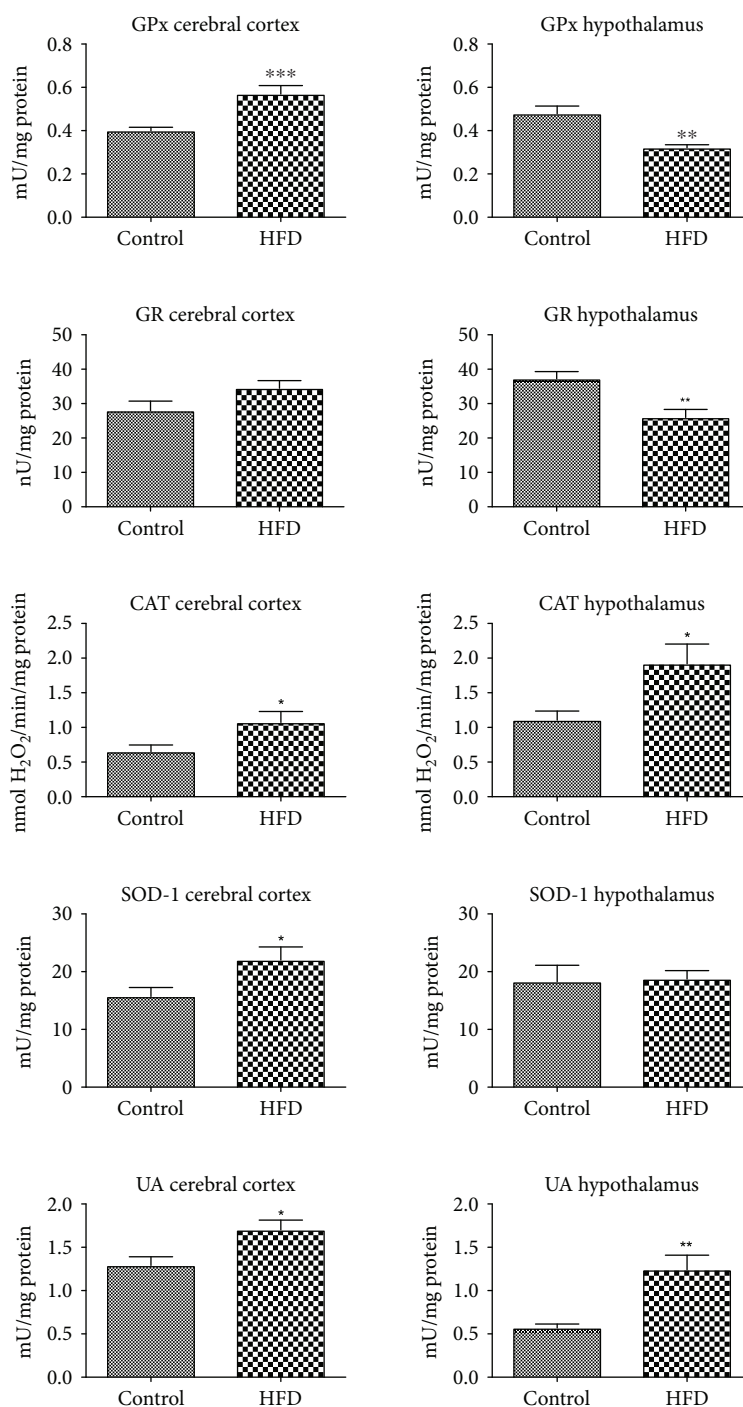 GPx cerebral cortex
mU/mg protein
0.8
0.6
0.4
0.2
0.0
***
Control
HFD
GPx hypothalamus
mU/mg protein
0.8
0.6
0.4
0.2
0.0
**
Control
HFD
GR cerebral cortex
nU/mg protein
50
40
30
20
10
0
Control
HFD
GR hypothalamus
nU/mg protein
50
40
30
20
10
0
**
Control
HFD
CAT cerebral cortex
nmol H₂O₂/min/mg protein
2.5
2.0
1.5
1.0
0.5
0.0
*
Control
HFD
CAT hypothalamus
nmol H₂O₂/min/mg protein
2.5
2.0
1.5
1.0
0.5
0.0
*
Control
HFD
SOD-1 cerebral cortex
mU/mg protein
30
20
10
0
*
Control
HFD
SOD-1 hypothalamus
mU/mg protein
30
20
10
0
Control
HFD
UA cerebral cortex
mU/mg protein
2.0
1.5
1.0
0.5
0.0
*
Control
HFD
UA hypothalamus
mU/mg protein
2.0
1.5
1.0
0.5
0.0
**
Control
HFD